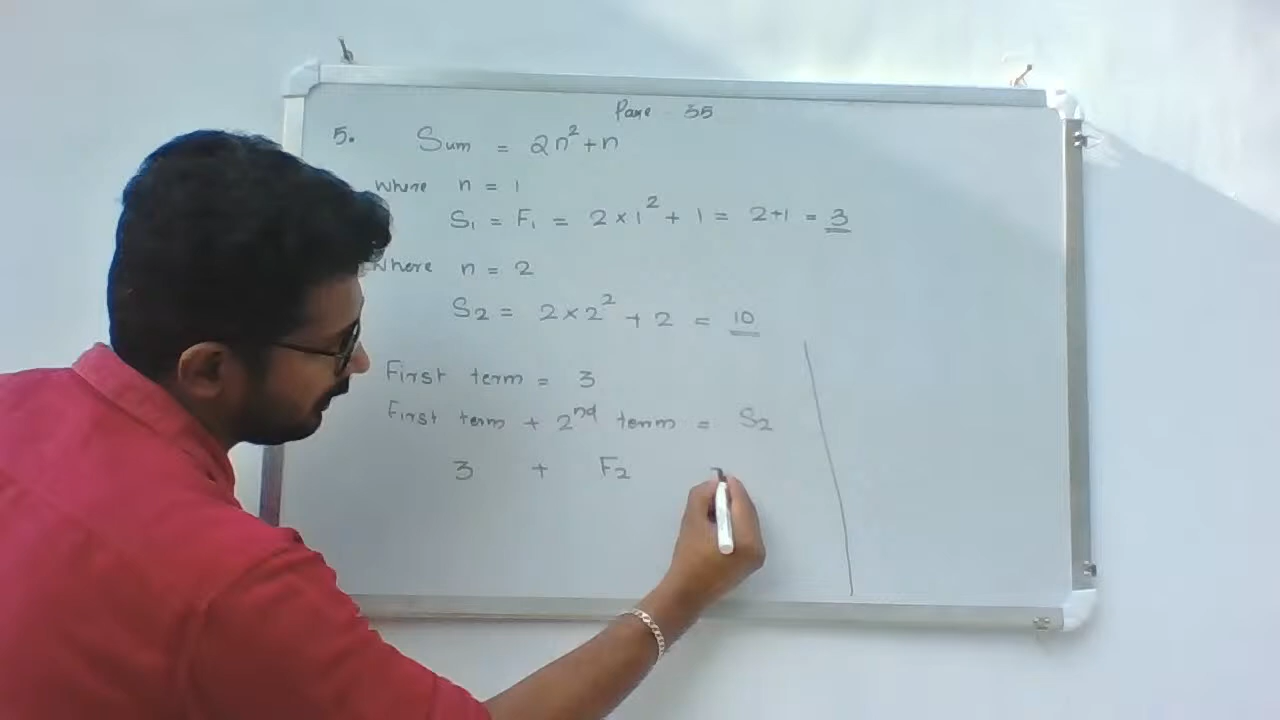 Page 55
5. Sum = 2n²+n
Where n = 1
S₁ = F₁ = 2×1² + 1 = 2+1 = 3
Where n = 2
S₂ = 2×2² + 2 = 10
First term = 3
First term + 2nd term = S₂
3 + F₂